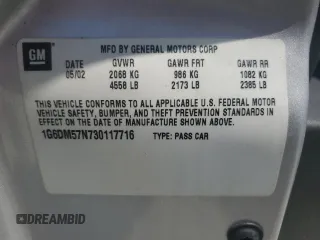 GM
MFD BY GENERAL MOTORS CORP
DATE GVWR GAWR FRT GAWR RR
05/02 2068 KG 986 KG 1082 KG
4558 LB 2173 LB 2385 LB
THIS VEHICLE CONFORMS TO ALL APPLICABLE U.S. FEDERAL MOTOR
VEHICLE SAFETY, BUMPER, AND THEFT PREVENTION STANDARDS
IN EFFECT ON THE DATE OF MANUFACTURE SHOWN ABOVE.
1G6DM57N730117716 TYPE: PASS CAR
DREAMBID